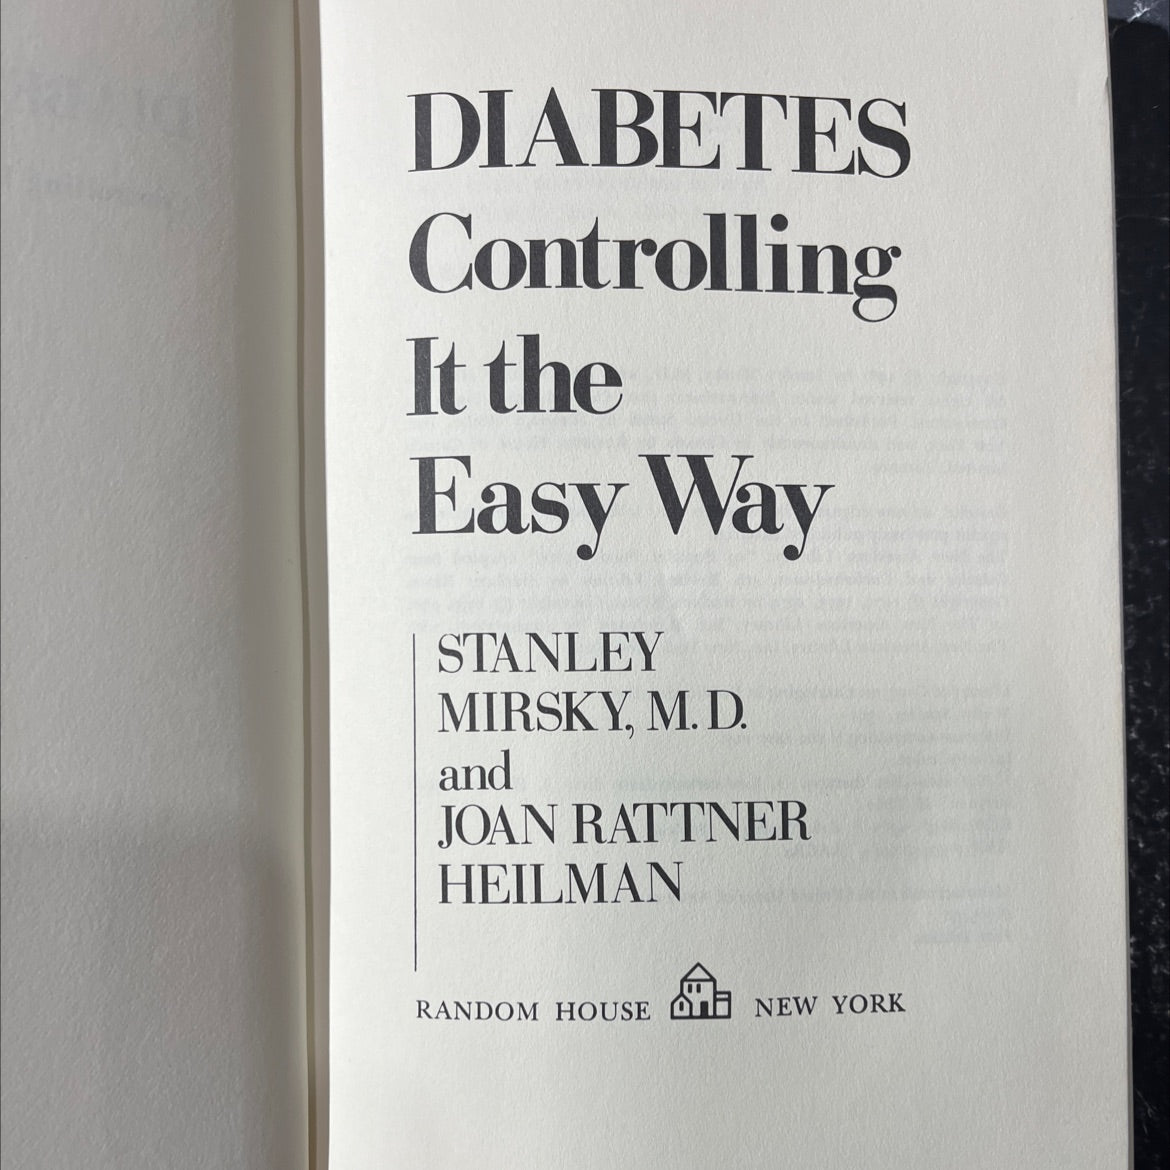 DIABETES
Controlling
It the
Easy Way
STANLEY
MIRSKY, M.D.
and
JOAN RATTNER
HEILMAN
RANDOM HOUSE NEW YORK